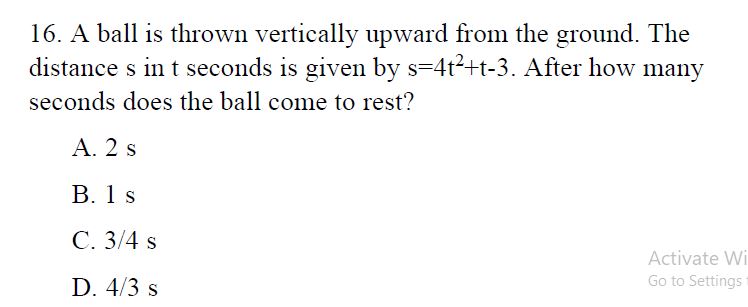 16. A ball is thrown vertically upward from the ground. The
distance s in t seconds is given by s=4t²+t-3. After how many
seconds does the ball come to rest?
A. 2 s
B. 1 s
C. 3/4 s
D. 4/3 s
Activate Wi
Go to Settings